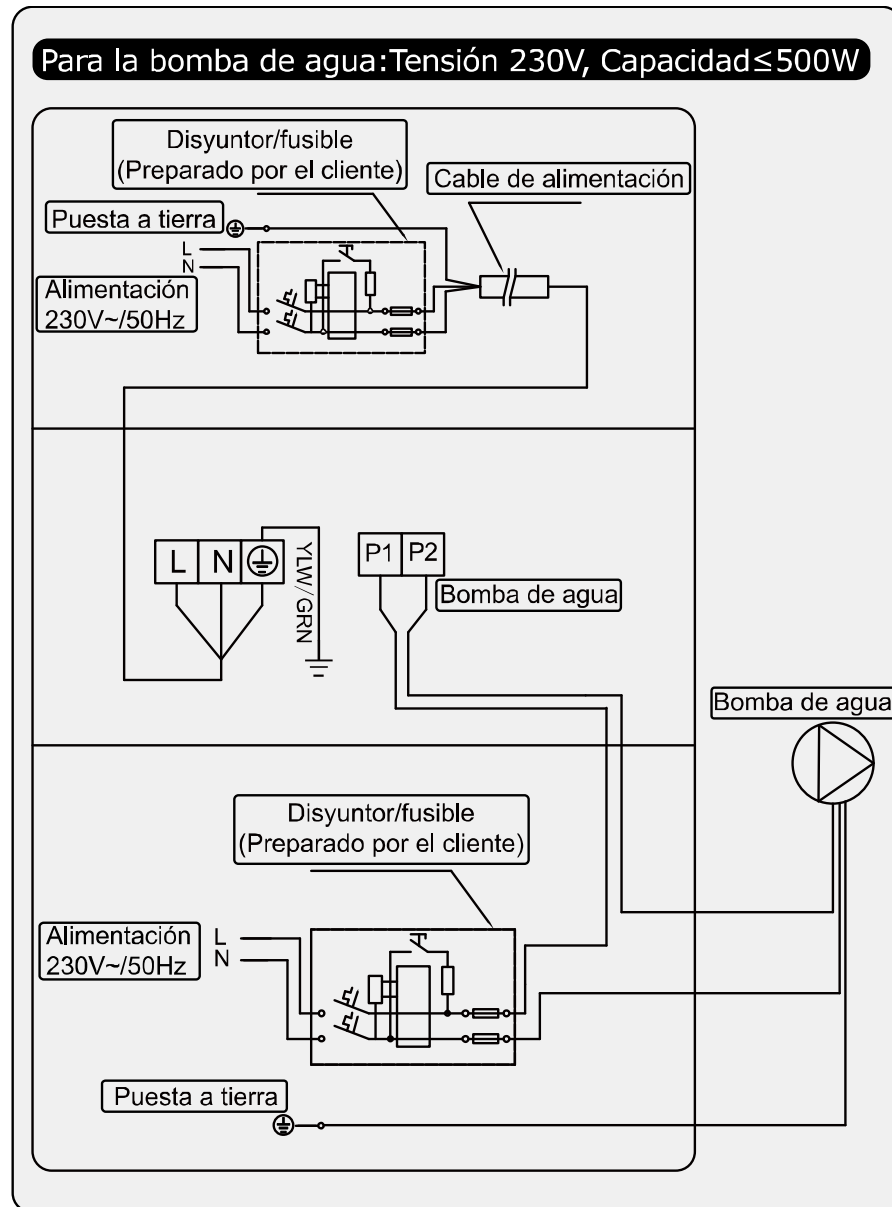 Para la bomba de agua:Tensión 230V, Capacidad≤500W
Disyuntor/fusible
(Preparado por el cliente)
Cable de alimentación
Puesta a tierra
L
N
Alimentación
230V~/50Hz
L N
YLW/GRN
P1 P2
Bomba de agua
Bomba de agua
Disyuntor/fusible
(Preparado por el cliente)
Alimentación
230V~/50Hz
L
N
Puesta a tierra